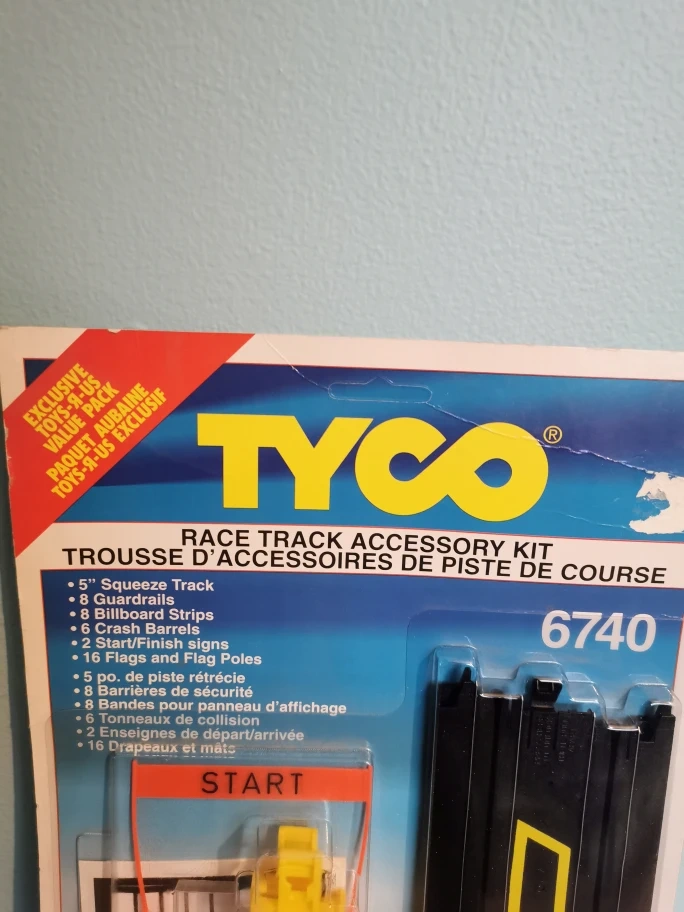 EXCLUSIVE
TOYS-Я-US
VALUE PACK
PAQUET AUBAINE
TOYS-Я-US EXCLUSIF
TYCO®
RACE TRACK ACCESSORY KIT
TROUSSE D'ACCESSOIRES DE PISTE DE COURSE
6740
• 5" Squeeze Track
• 8 Guardrails
• 8 Billboard Strips
• 6 Crash Barrels
• 2 Start/Finish signs
• 16 Flags and Flag Poles
• 5 po. de piste rétrécie
• 8 Barrières de sécurité
• 8 Bandes pour panneau d'affichage
• 6 Tonneaux de collision
• 2 Enseignes de départ/arrivée
• 16 Drapeaux et mâts
START